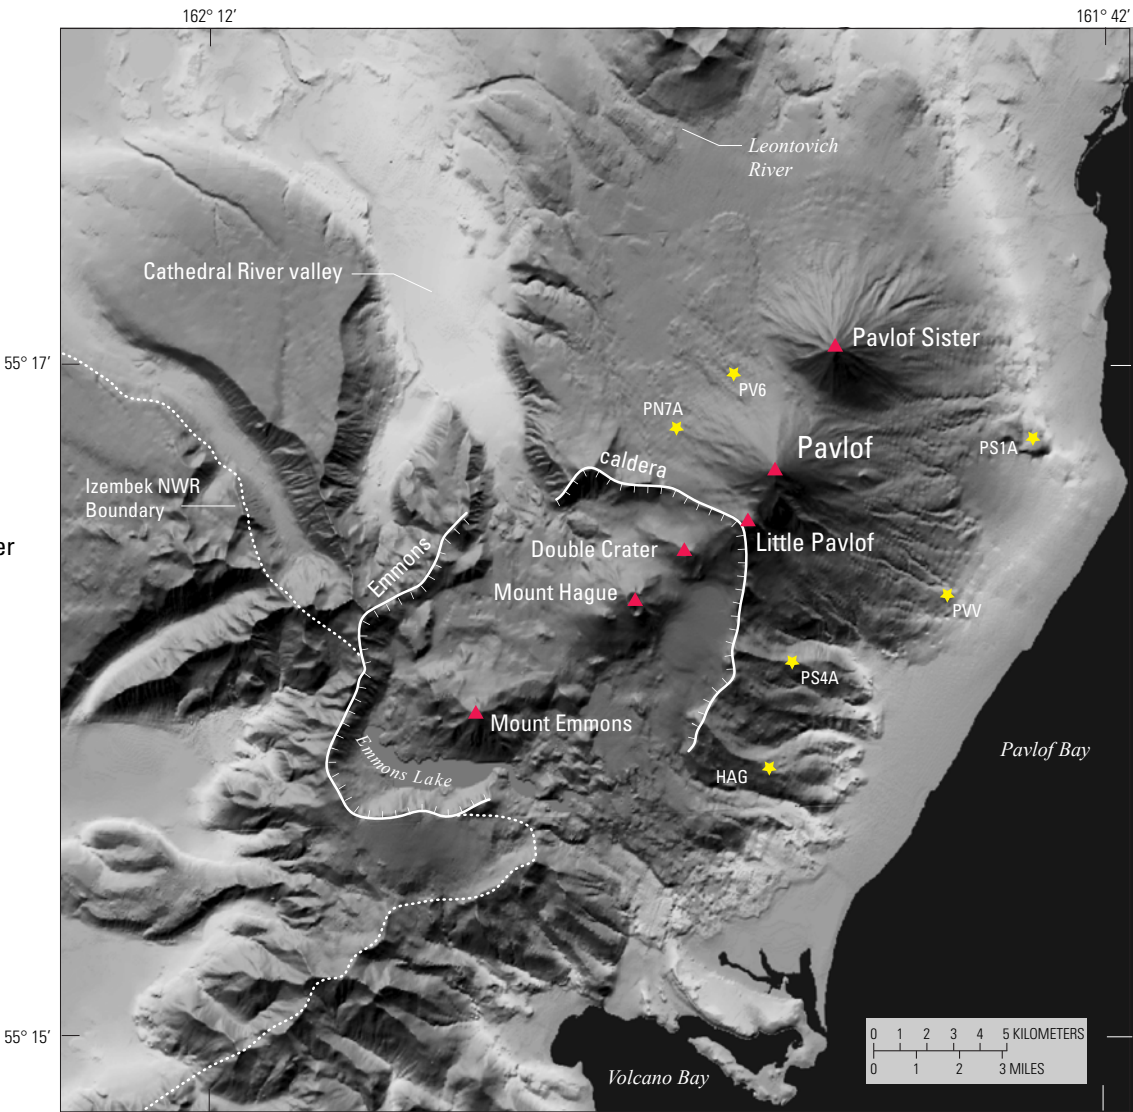 162° 12’
161° 42’
Leontovich
River
Cathedral River valley
Pavlof Sister
55° 17’
PV6
PN7A
Pavlof
PS1A
caldera
Izembek NWR
Boundary
er
Emmons
Double Crater
Little Pavlof
Mount Hague
PVV
PS4A
Mount Emmons
Emmons Lake
HAG
Pavlof Bay
55° 15’
0 1 2 3 4 5 KILOMETERS
0 1 2 3 MILES
Volcano Bay